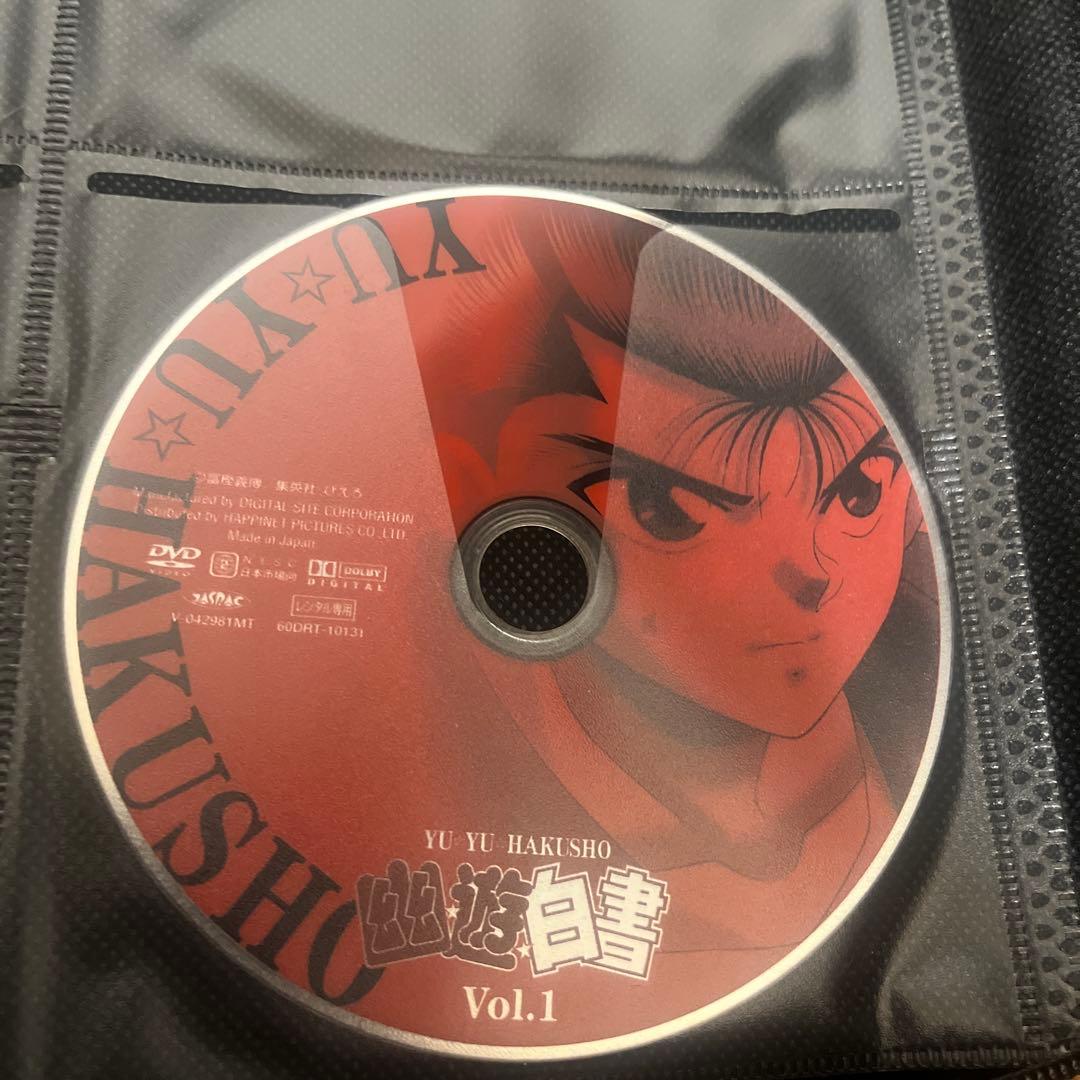 YU☆YU☆HAKUSHO
©冨樫義博 集英社・ぴえろ
Manufactured by DIGITAL SITE CORPORATION
Distributed by HAPPINET PICTURES CO.,LTD.
Made in Japan
DVD
VIDEO
2
NTSC
日本市場向
DOLBY
DIGITAL
JASRAC
レンタル専用
V-042981MT
60DRT-10131
YU☆YU☆HAKUSHO
幽☆遊☆白書
Vol.1